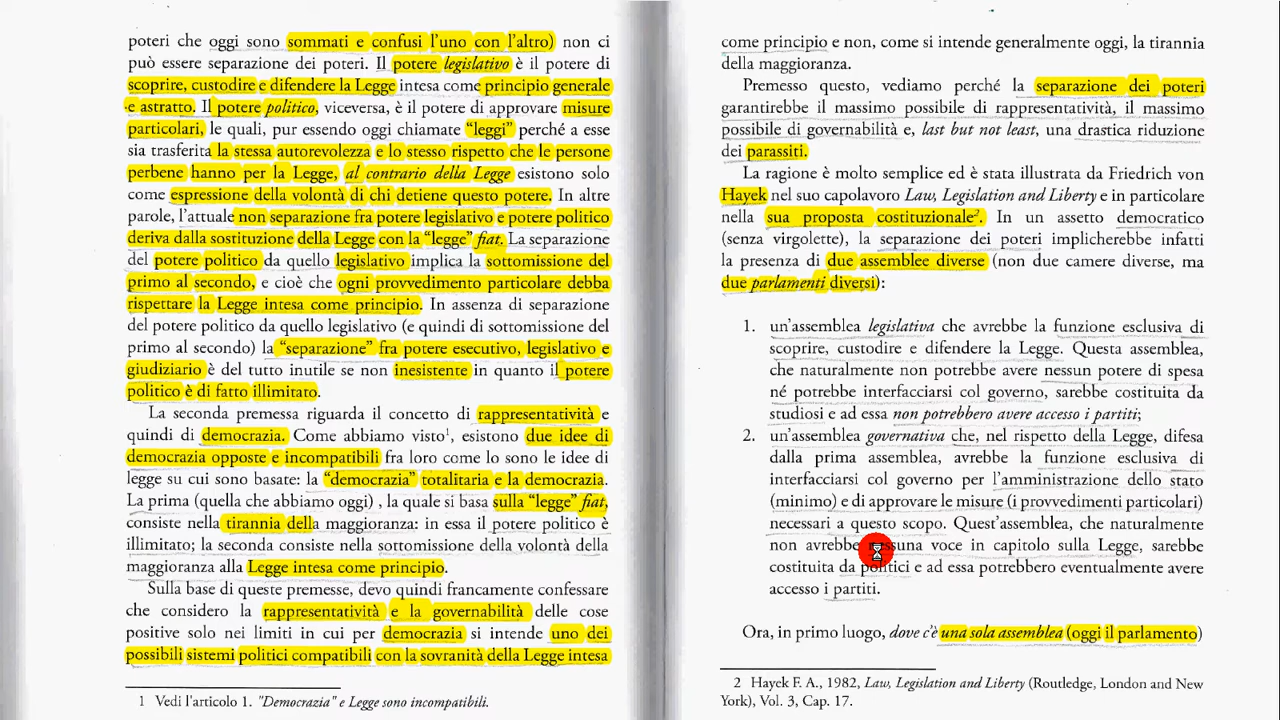 poteri che oggi sono sommati e confusi l'uno con l'altro) non ci
può essere separazione dei poteri. Il potere legislativo è il potere di
scoprire, custodire e difendere la Legge intesa come principio generale
e astratto. Il potere politico, viceversa, è il potere di approvare misure
particolari, le quali, pur essendo oggi chiamate "leggi" perché a esse
sia trasferita la stessa autorevolezza e lo stesso rispetto che le persone
perbene hanno per la Legge, al contrario della Legge esistono solo
come espressione della volontà di chi detiene questo potere. In altre
parole, l'attuale non separazione fra potere legislativo e potere politico
deriva dalla sostituzione della Legge con la "legge" fiat. La separazione
del potere politico da quello legislativo implica la sottomissione del
primo al secondo, e cioè che ogni provvedimento particolare debba
rispettare la Legge intesa come principio. In assenza di separazione
del potere politico da quello legislativo (e quindi di sottomissione del
primo al secondo) la "separazione" fra potere esecutivo, legislativo e
giudiziario è del tutto inutile se non inesistente in quanto il potere
politico è di fatto illimitato.
La seconda premessa riguarda il concetto di rappresentatività e
quindi di democrazia. Come abbiamo visto¹, esistono due idee di
democrazia opposte e incompatibili fra loro come lo sono le idee di
legge su cui sono basate: la "democrazia" totalitaria e la democrazia.
La prima (quella che abbiamo oggi) , la quale si basa sulla "legge" fiat,
consiste nella tirannia della maggioranza: in essa il potere politico è
illimitato; la seconda consiste nella sottomissione della volontà della
maggioranza alla Legge intesa come principio.
Sulla base di queste premesse, devo quindi francamente confessare
che considero la rappresentatività e la governabilità delle cose
positive solo nei limiti in cui per democrazia si intende uno dei
possibili sistemi politici compatibili con la sovranità della Legge intesa
1 Vedi l'articolo 1. "Democrazia" e Legge sono incompatibili.
come principio e non, come si intende generalmente oggi, la tirannia
della maggioranza.
Premesso questo, vediamo perché la separazione dei poteri
garantirebbe il massimo possibile di rappresentatività, il massimo
possibile di governabilità e, last but not least, una drastica riduzione
dei parassiti.
La ragione è molto semplice ed è stata illustrata da Friedrich von
Hayek nel suo capolavoro Law, Legislation and Liberty e in particolare
nella sua proposta costituzionale². In un assetto democratico
(senza virgolette), la separazione dei poteri implicherebbe infatti
la presenza di due assemblee diverse (non due camere diverse, ma
due parlamenti diversi):
1. un'assemblea legislativa che avrebbe la funzione esclusiva di
scoprire, custodire e difendere la Legge. Questa assemblea,
che naturalmente non potrebbe avere nessun potere di spesa
né potrebbe interfacciarsi col governo, sarebbe costituita da
studiosi e ad essa non potrebbero avere accesso i partiti;
2. un'assemblea governativa che, nel rispetto della Legge, difesa
dalla prima assemblea, avrebbe la funzione esclusiva di
interfacciarsi col governo per l'amministrazione dello stato
(minimo) e di approvare le misure (i provvedimenti particolari)
necessari a questo scopo. Quest'assemblea, che naturalmente
non avrebbe nessuna voce in capitolo sulla Legge, sarebbe
costituita da politici e ad essa potrebbero eventualmente avere
accesso i partiti.
Ora, in primo luogo, dove c'è una sola assemblea (oggi il parlamento)
2 Hayek F. A., 1982, Law, Legislation and Liberty (Routledge, London and New
York), Vol. 3, Cap. 17.